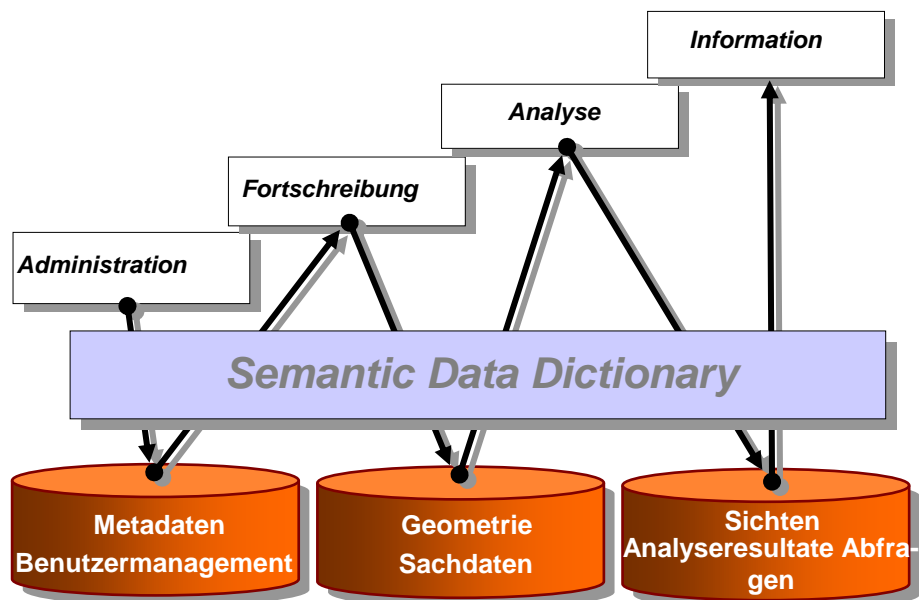 Information
Analyse
Fortschreibung
Administration
Semantic Data Dictionary
Metadaten
Benutzermanagement
Geometrie
Sachdaten
Sichten
Analyseresultate Abfra-
gen